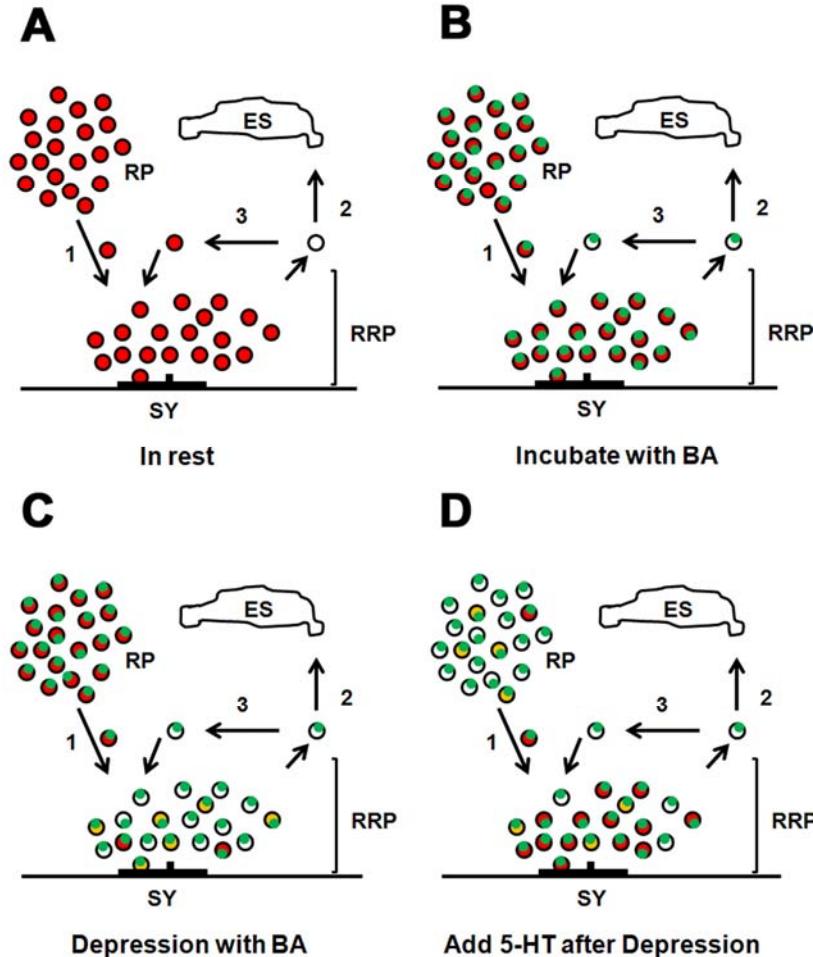 A
B
ES
ES
RP
RP
3
2
3
2
1
1
RRP
RRP
SY
SY
In rest
Incubate with BA
C
D
ES
ES
RP
RP
3
2
3
2
1
1
RRP
RRP
SY
SY
Depression with BA
Add 5-HT after Depression